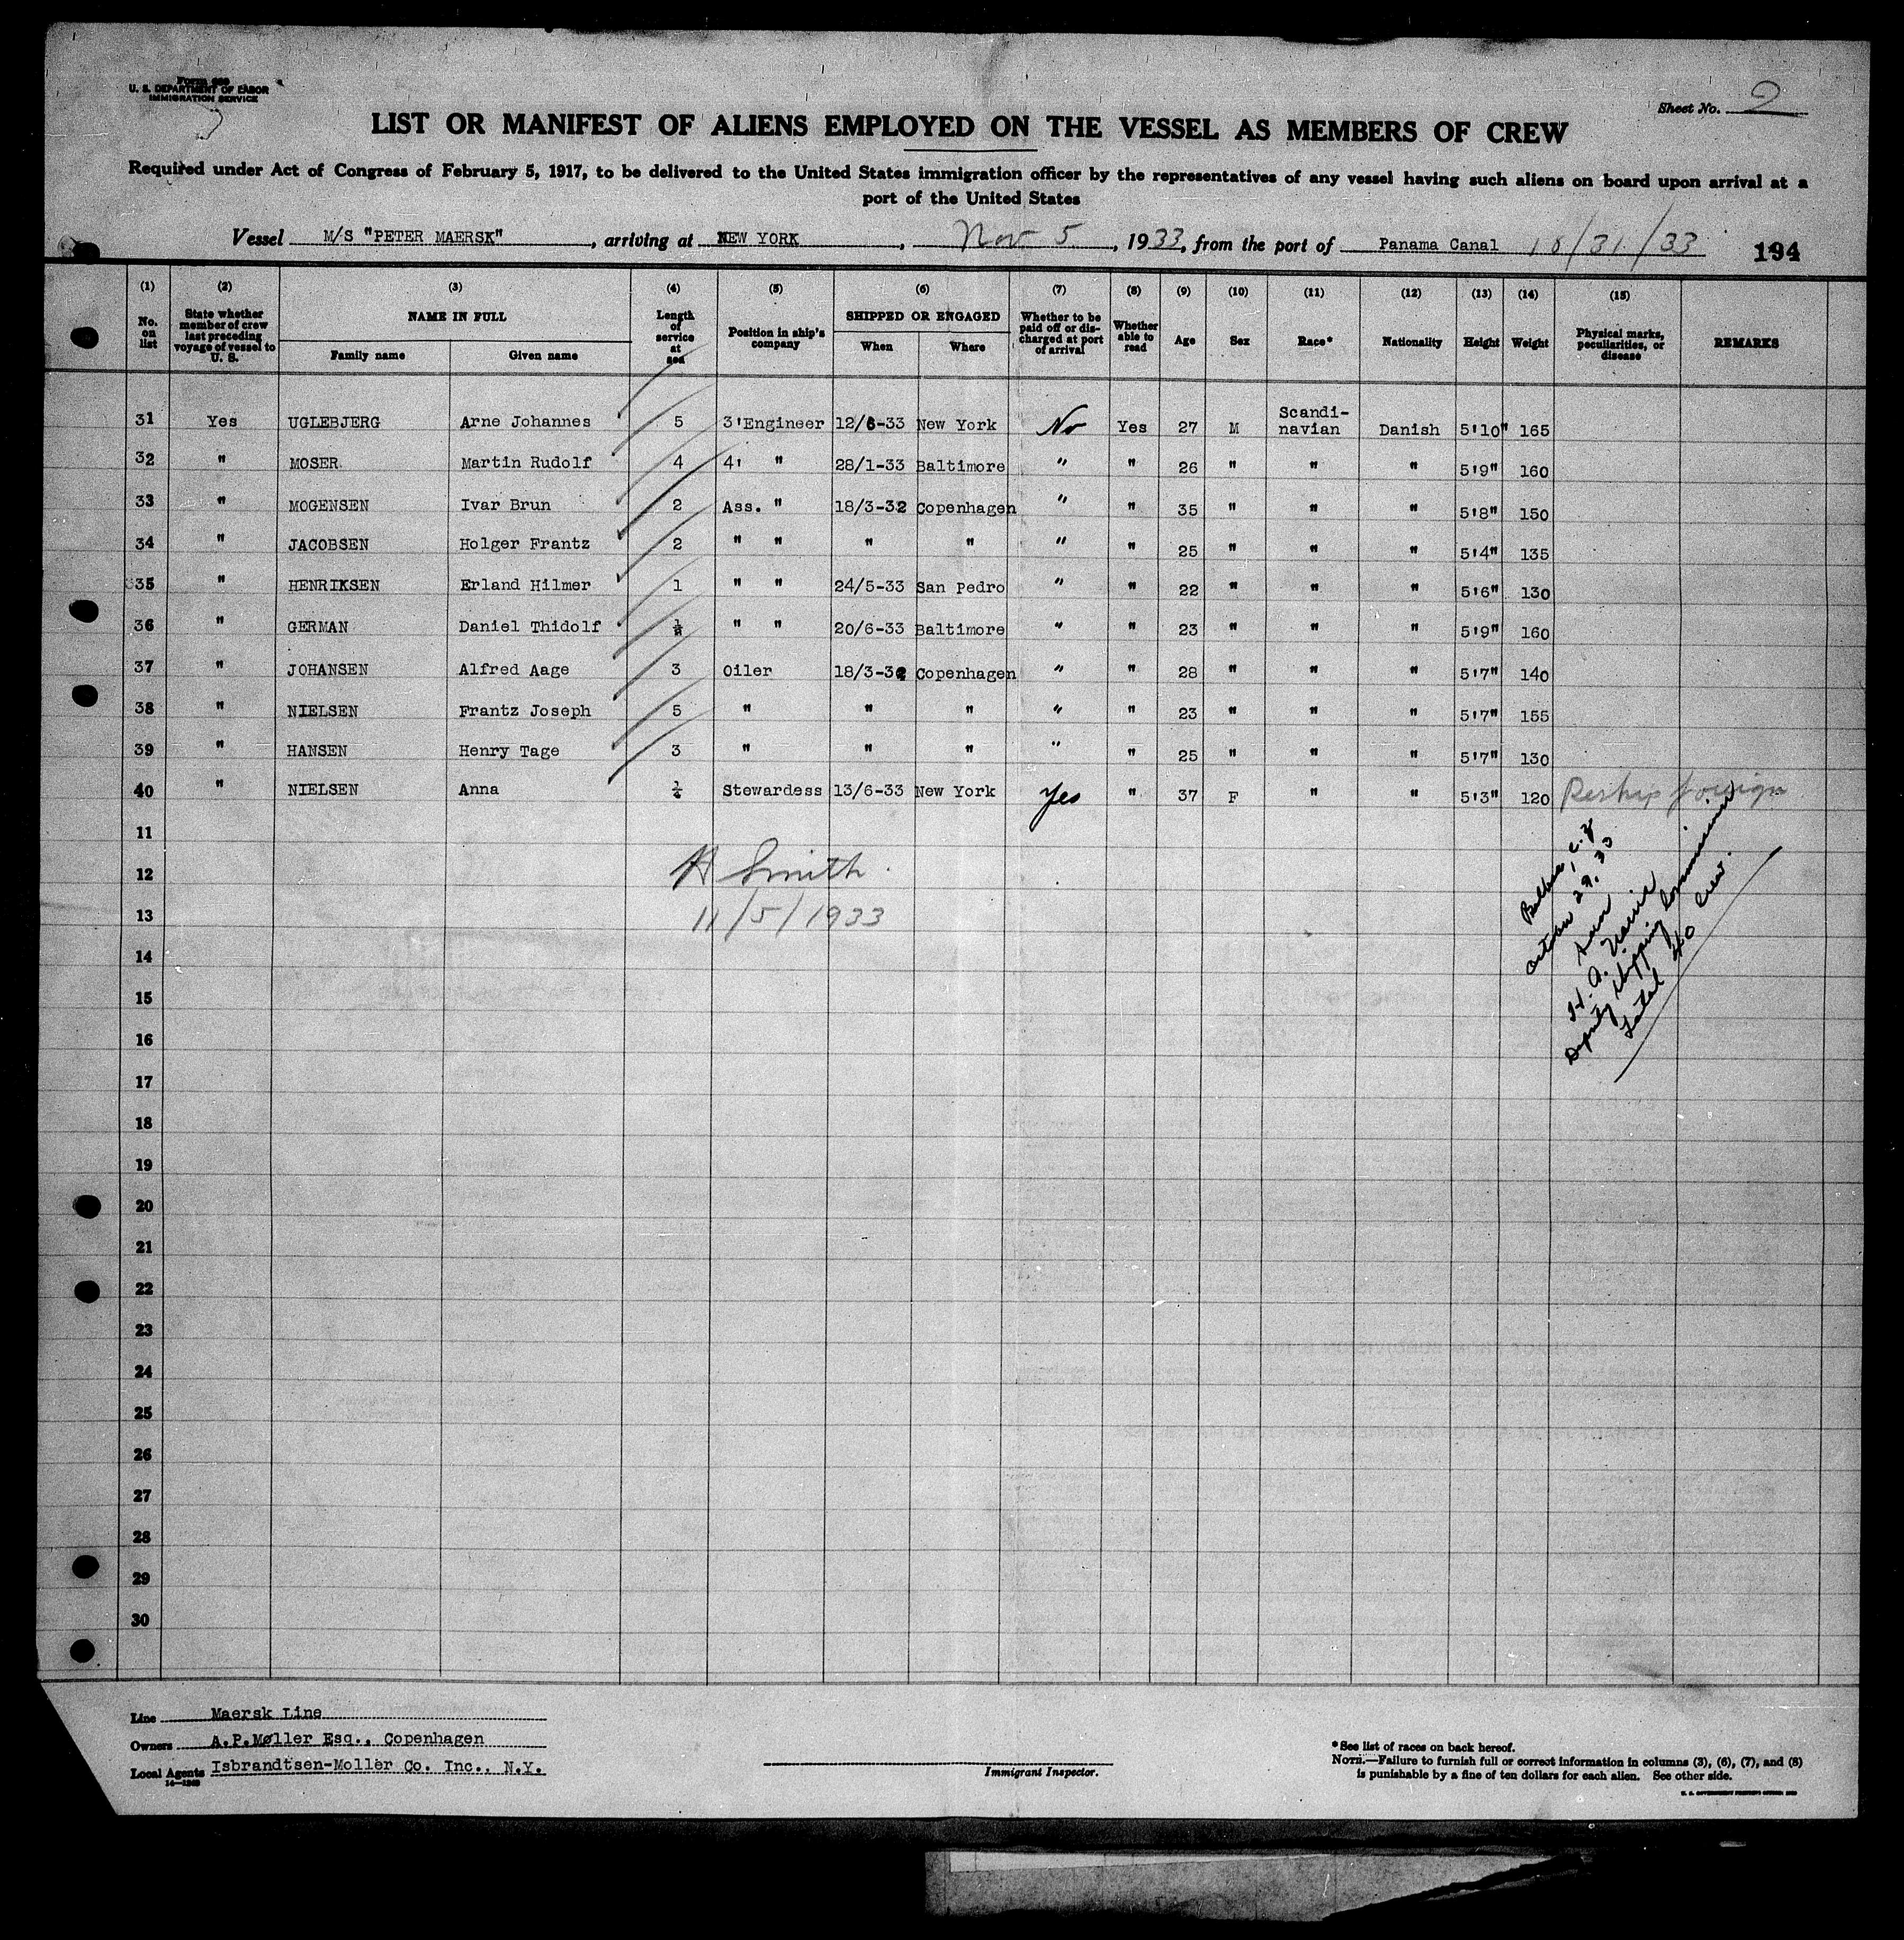 Form 680
U. S. DEPARTMENT OF LABOR
IMMIGRATION SERVICE
Sheet No. 2
LIST OR MANIFEST OF ALIENS EMPLOYED ON THE VESSEL AS MEMBERS OF CREW
Required under Act of Congress of February 5, 1917, to be delivered to the United States immigration officer by the representatives of any vessel having such aliens on board upon arrival at a
port of the United States
Vessel M/S "PETER MAERSK", arriving at NEW YORK, Nov 5, 1933, from the port of Panama Canal 10/31/33 194
(1) (2) (3) (4) (5) (6) (7) (8) (9) (10) (11) (12) (13) (14) (15)
No. on list State whether member of crew last preceding voyage of vessel to U. S. NAME IN FULL Family name Given name Length of service at sea Position in ship's company SHIPPED OR ENGAGED When Where Whether to be paid off or discharged at port of arrival Whether able to read Age Sex Race* Nationality Height Weight Physical marks, peculiarities, or disease REMARKS
31 Yes UGLEBJERG Arne Johannes 5 3'Engineer 12/6-33 New York No Yes 27 M Scandi-navian Danish 5'10" 165
32 " MOSER Martin Rudolf 4 4' " 28/1-33 Baltimore " " 26 " " " 5'9" 160
33 " MOGENSEN Ivar Brun 2 Ass. " 18/3-32 Copenhagen " " 35 " " " 5'8" 150
34 " JACOBSEN Holger Frantz 2 " " " " " " 25 " " " 5'4" 135
35 " HENRIKSEN Erland Hilmer 1 " " 24/5-33 San Pedro " " 22 " " " 5'6" 130
36 " GERMAN Daniel Thidolf " " 20/6-33 Baltimore " " 23 " " " 5'9" 160
37 " JOHANSEN Alfred Aage 3 Oiler 18/3-32 Copenhagen " " 28 " " " 5'7" 140
38 " NIELSEN Frantz Joseph 5 " " " " " 23 " " " 5'7" 155
39 " HANSEN Henry Tage 3 " " " " " 25 " " " 5'7" 130
40 " NIELSEN Anna ¼ Stewardess 13/6-33 New York Yes " 37 F " " 5'3" 120 Reship foreign
11
12
13
14
15
16
17
18
19
20
21
22
23
24
25
26
27
28
29
30
H Smith
11/5/1933
Balboa, C.Z
October 29, 33
Seen
H. A.
Deputy Shipping Commissioner
Total 40 Crew.
Line Maersk Line
Owners A.P.Møller Esq., Copenhagen
Local Agents Isbrandtsen-Moller Co. Inc., N.Y.
Immigrant Inspector.
*See list of races on back hereof.
NOTE.—Failure to furnish full or correct information in columns (3), (6), (7), and (8)
is punishable by a fine of ten dollars for each alien. See other side.